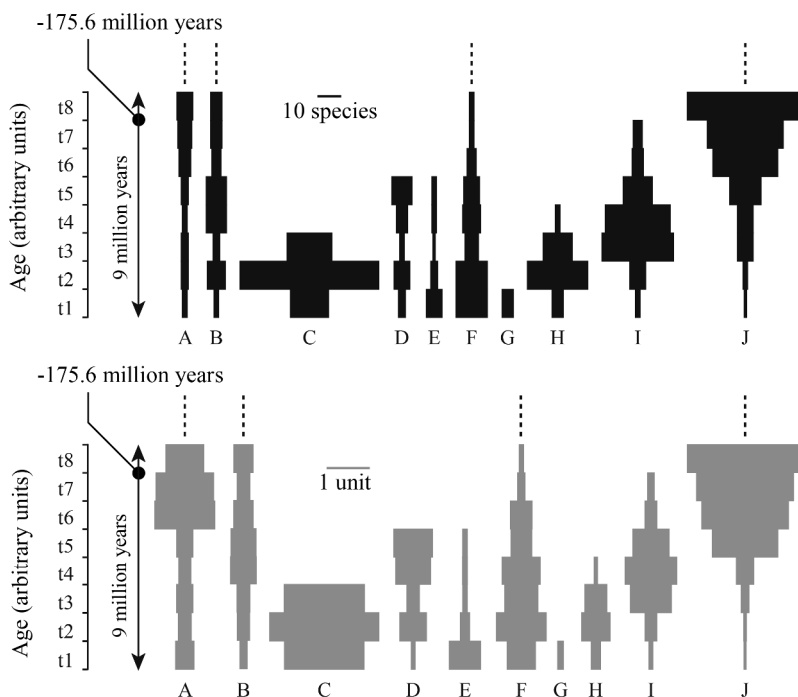 -175.6 million years
10 species
t8
t7
t6
t5
t4
t3
t2
t1
Age (arbitrary units)
9 million years
A B C D E F G H I J
-175.6 million years
1 unit
t8
t7
t6
t5
t4
t3
t2
t1
Age (arbitrary units)
9 million years
A B C D E F G H I J